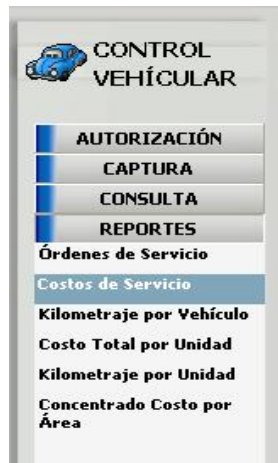 CONTROL
VEHÍCULAR
AUTORIZACIÓN
CAPTURA
CONSULTA
REPORTES
Órdenes de Servicio
Costos de Servicio
Kilometraje por Vehículo
Costo Total por Unidad
Kilometraje por Unidad
Concentrado Costo por
Área